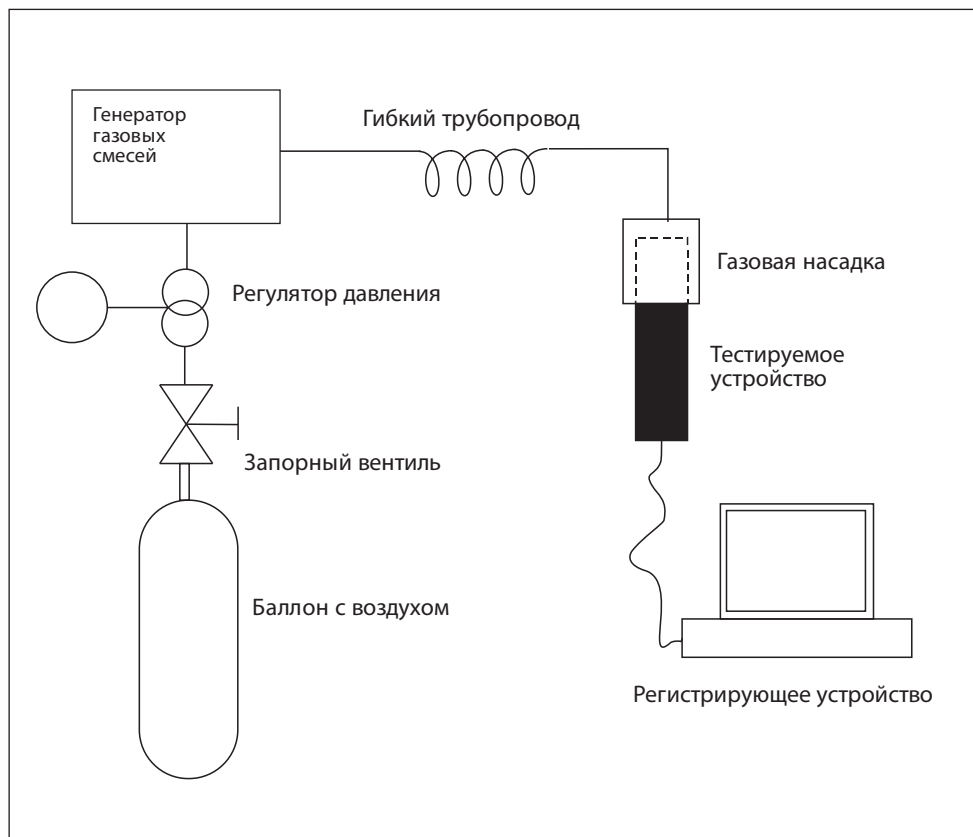 Генератор
газовых
смесей
Гибкий трубопровод
Газовая насадка
Регулятор давления
Тестируемое
устройство
Запорный вентиль
Баллон с воздухом
Регистрирующее устройство